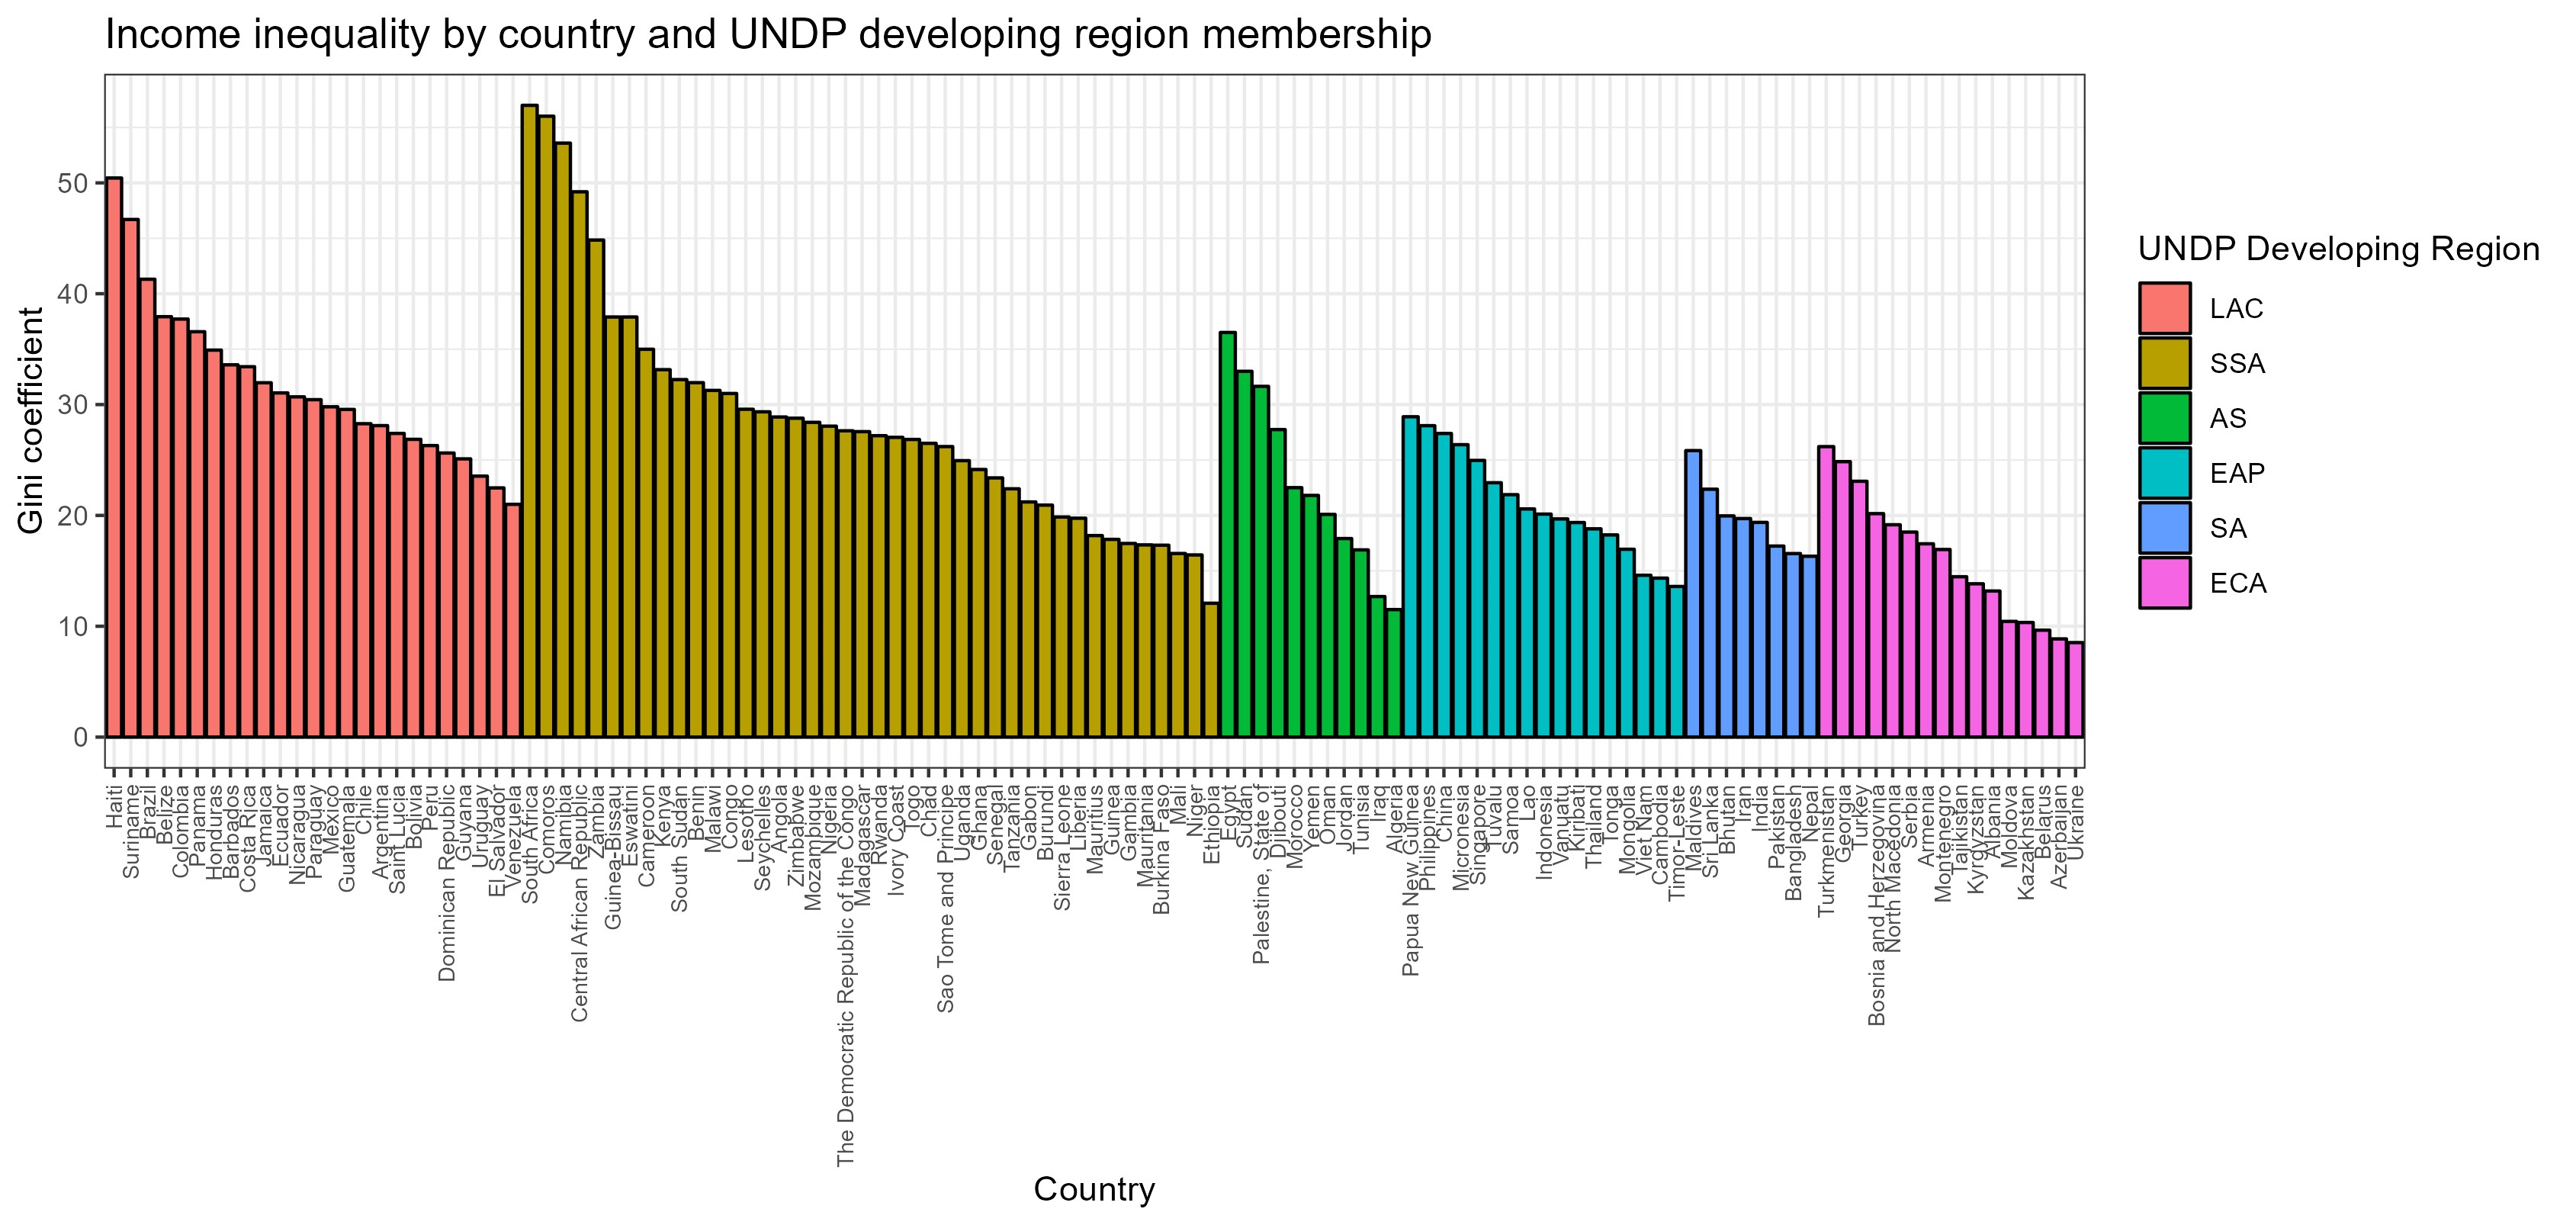 Income inequality by country and UNDP developing region membership
Gini coefficient
50
40
30
20
10
0
Haiti
Suriname
Brazil
Belize
Colombia
Panama
Honduras
Barbados
Costa Rica
Jamaica
Ecuador
Nicaragua
Paraguay
Mexico
Guatemala
Chile
Argentina
Saint Lucia
Bolivia
Peru
Dominican Republic
Guyana
Uruguay
El Salvador
Venezuela
South Africa
Comoros
Namibia
Central African Republic
Zambia
Guinea-Bissau
Eswatini
Cameroon
Kenya
South Sudan
Benin
Malawi
Congo
Lesotho
Seychelles
Angola
Zimbabwe
Mozambique
Nigeria
The Democratic Republic of the Congo
Madagascar
Rwanda
Ivory Coast
Togo
Chad
Sao Tome and Principe
Uganda
Ghana
Senegal
Tanzania
Gabon
Burundi
Sierra Leone
Liberia
Mauritius
Guinea
Gambia
Mauritania
Burkina Faso
Mali
Niger
Ethiopia
Egypt
Sudan
Palestine, State of
Djibouti
Morocco
Yemen
Oman
Jordan
Tunisia
Iraq
Algeria
Papua New Guinea
Philippines
China
Micronesia
Singapore
Tuvalu
Samoa
Lao
Indonesia
Vanuatu
Kiribati
Thailand
Tonga
Mongolia
Viet Nam
Cambodia
Timor-Leste
Maldives
Sri Lanka
Bhutan
Iran
India
Pakistan
Bangladesh
Nepal
Turkmenistan
Georgia
Turkey
Bosnia and Herzegovina
North Macedonia
Serbia
Armenia
Montenegro
Tajikistan
Kyrgyzstan
Albania
Moldova
Kazakhstan
Belarus
Azerbaijan
Ukraine
Country
UNDP Developing Region
LAC
SSA
AS
EAP
SA
ECA